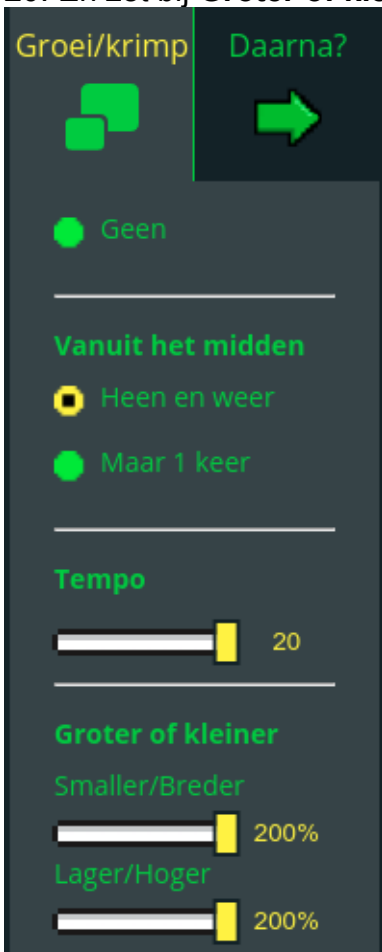 Groei/krimp Daarna?
Geen
Vanuit het midden
Heen en weer
Maar 1 keer
Tempo
20
Groter of kleiner
Smaller/Breder
200%
Lager/Hoger
200%